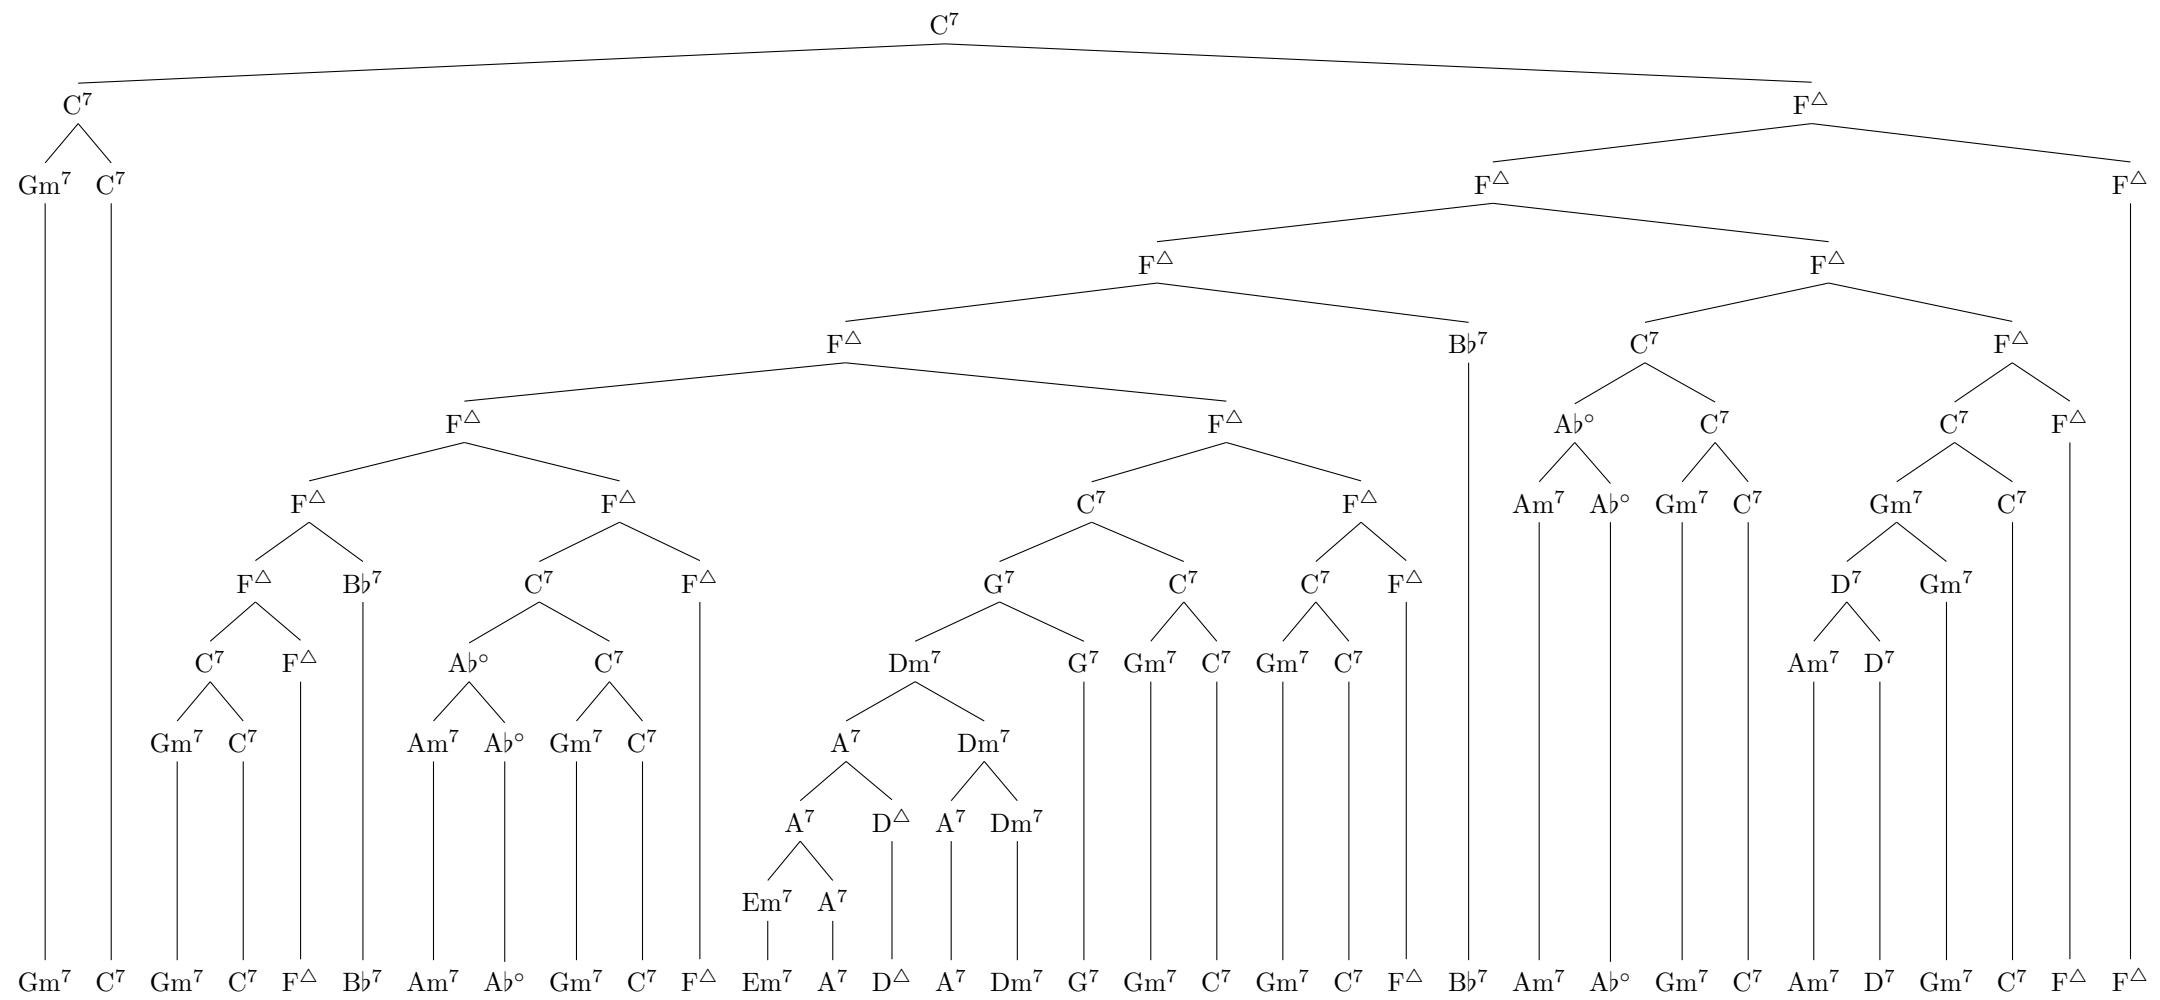 C⁷
C⁷ F△
Gm⁷ C⁷ F△ F△
F△ F△
F△ B♭⁷ C⁷ F△
F△ F△ A♭° C⁷ C⁷ F△
F△ F△ C⁷ F△ Am⁷ A♭° Gm⁷ C⁷ Gm⁷ C⁷
F△ B♭⁷ C⁷ F△ G⁷ C⁷ C⁷ F△ D⁷ Gm⁷
C⁷ F△ A♭° C⁷ Dm⁷ G⁷ Gm⁷ C⁷ Gm⁷ C⁷ Am⁷ D⁷
Gm⁷ C⁷ Am⁷ A♭° Gm⁷ C⁷ A⁷ Dm⁷
A⁷ D△ A⁷ Dm⁷
Em⁷ A⁷
Gm⁷ C⁷ Gm⁷ C⁷ F△ B♭⁷ Am⁷ A♭° Gm⁷ C⁷ F△ Em⁷ A⁷ D△ A⁷ Dm⁷ G⁷ Gm⁷ C⁷ Gm⁷ C⁷ F△ B♭⁷ Am⁷ A♭° Gm⁷ C⁷ Am⁷ D⁷ Gm⁷ C⁷ F△ F△